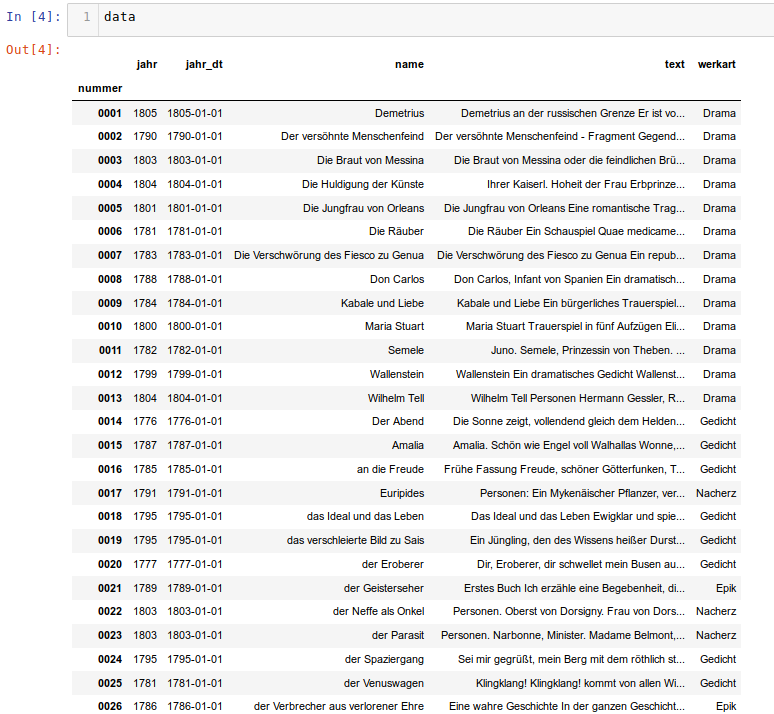 In [4]: 1 data
Out[4]:
jahr jahr_dt name text werkart
nummer
0001 1805 1805-01-01 Demetrius Demetrius an der russischen Grenze Er ist vo... Drama
0002 1790 1790-01-01 Der versöhnte Menschenfeind Der versöhnte Menschenfeind - Fragment Gegend... Drama
0003 1803 1803-01-01 Die Braut von Messina Die Braut von Messina oder die feindlichen Brü... Drama
0004 1804 1804-01-01 Die Huldigung der Künste Ihrer Kaiserl. Hoheit der Frau Erbprinze... Drama
0005 1801 1801-01-01 Die Jungfrau von Orleans Die Jungfrau von Orleans Eine romantische Trag... Drama
0006 1781 1781-01-01 Die Räuber Die Räuber Ein Schauspiel Quae medicame... Drama
0007 1783 1783-01-01 Die Verschwörung des Fiesco zu Genua Die Verschwörung des Fiesco zu Genua Ein repub... Drama
0008 1788 1788-01-01 Don Carlos Don Carlos, Infant von Spanien Ein dramatisch... Drama
0009 1784 1784-01-01 Kabale und Liebe Kabale und Liebe Ein bürgerliches Trauerspiel... Drama
0010 1800 1800-01-01 Maria Stuart Maria Stuart Trauerspiel in fünf Aufzügen Eli... Drama
0011 1782 1782-01-01 Semele Juno. Semele, Prinzessin von Theben. ... Drama
0012 1799 1799-01-01 Wallenstein Wallenstein Ein dramatisches Gedicht Wallenst... Drama
0013 1804 1804-01-01 Wilhelm Tell Wilhelm Tell Personen Hermann Gessler, R... Drama
0014 1776 1776-01-01 Der Abend Die Sonne zeigt, vollendend gleich dem Helden... Gedicht
0015 1787 1787-01-01 Amalia Amalia. Schön wie Engel voll Walhallas Wonne,... Gedicht
0016 1785 1785-01-01 an die Freude Frühe Fassung Freude, schöner Götterfunken, T... Gedicht
0017 1791 1791-01-01 Euripides Personen: Ein Mykenäischer Pflanzer, ver... Nacherz
0018 1795 1795-01-01 das Ideal und das Leben Das Ideal und das Leben Ewigklar und spie... Gedicht
0019 1795 1795-01-01 das verschleierte Bild zu Sais Ein Jüngling, den des Wissens heißer Durst... Gedicht
0020 1777 1777-01-01 der Eroberer Dir, Eroberer, dir schwellet mein Busen au... Gedicht
0021 1789 1789-01-01 der Geisterseher Erstes Buch Ich erzähle eine Begebenheit, di... Epik
0022 1803 1803-01-01 der Neffe als Onkel Personen. Oberst von Dorsigny. Frau von Dors... Nacherz
0023 1803 1803-01-01 der Parasit Personen. Narbonne, Minister. Madame Belmont,... Nacherz
0024 1795 1795-01-01 der Spaziergang Sei mir gegrüßt, mein Berg mit dem röthlich st... Gedicht
0025 1781 1781-01-01 der Venuswagen Klingklang! Klingklang! kommt von allen Wi... Gedicht
0026 1786 1786-01-01 der Verbrecher aus verlorener Ehre Eine wahre Geschichte In der ganzen Geschicht... Epik